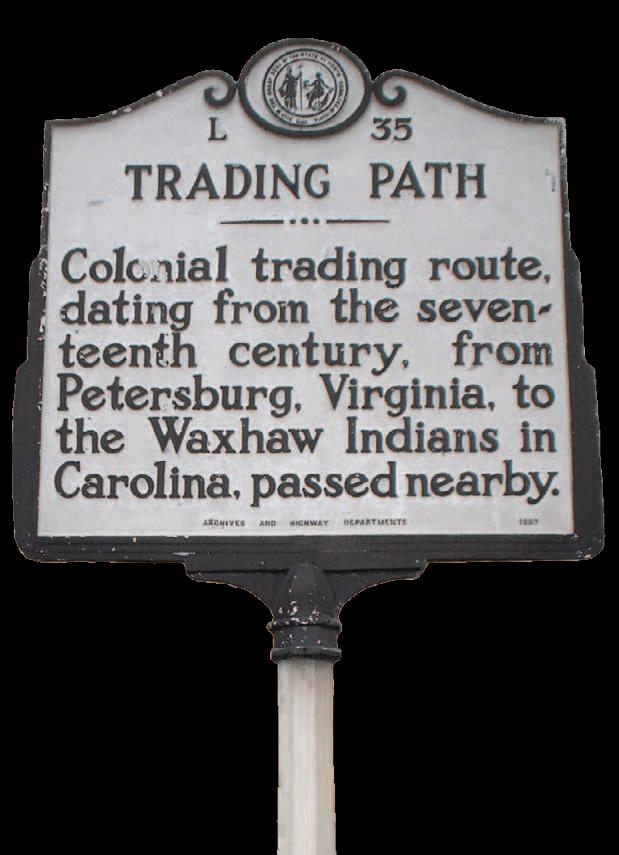 L 35
TRADING PATH
Colonial trading route,
dating from the seven-
teenth century, from
Petersburg, Virginia, to
the Waxhaw Indians in
Carolina, passed nearby.
ARCHIVES AND HIGHWAY DEPARTMENTS